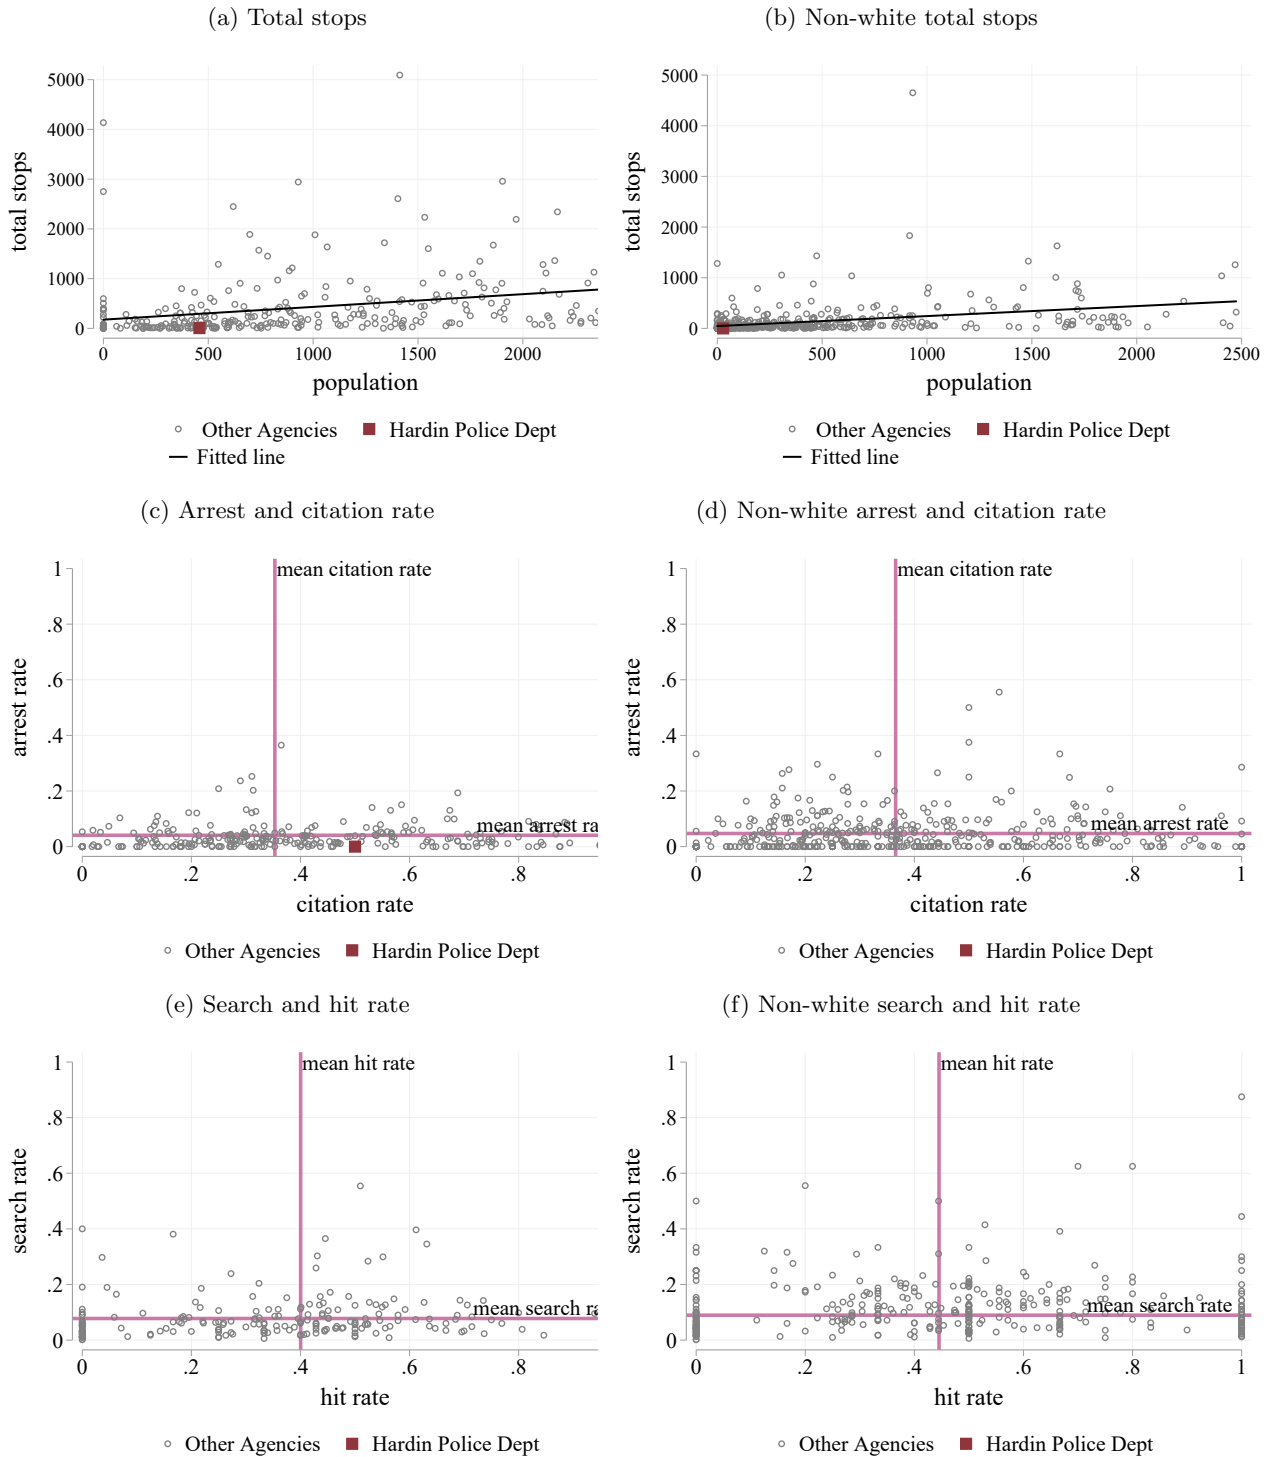 (a) Total stops
5000
4000
3000
2000
1000
0
total stops
0 500 1000 1500 2000
population
Other Agencies Hardin Police Dept
Fitted line
(b) Non-white total stops
5000
4000
3000
2000
1000
0
total stops
0 500 1000 1500 2000 2500
population
Other Agencies Hardin Police Dept
Fitted line
(c) Arrest and citation rate
mean citation rate
1
.8
.6
.4
.2
0
arrest rate
mean arrest ra
0 .2 .4 .6 .8
citation rate
Other Agencies Hardin Police Dept
(d) Non-white arrest and citation rate
mean citation rate
1
.8
.6
.4
.2
0
arrest rate
mean arrest rate
0 .2 .4 .6 .8 1
citation rate
Other Agencies Hardin Police Dept
(e) Search and hit rate
mean hit rate
1
.8
.6
.4
.2
0
search rate
mean search ra
0 .2 .4 .6 .8
hit rate
Other Agencies Hardin Police Dept
(f) Non-white search and hit rate
mean hit rate
1
.8
.6
.4
.2
0
search rate
mean search rate
0 .2 .4 .6 .8 1
hit rate
Other Agencies Hardin Police Dept